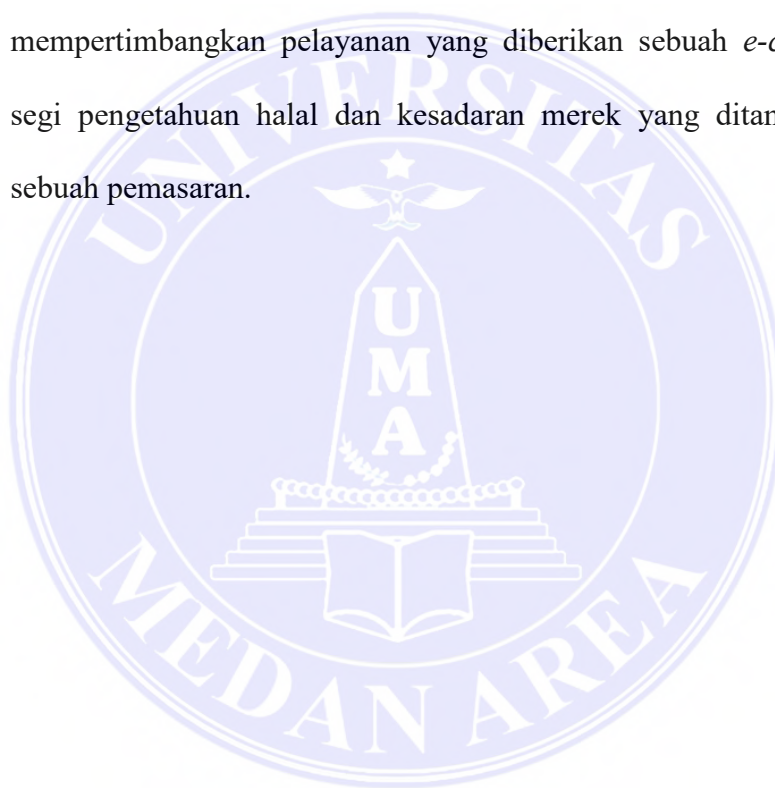 mempertimbangkan pelayanan yang diberikan sebuah
segi pengetahuan halal dan kesadaran merek yang
sebuah pemasaran.
UNIVERSITAS
UMA
MEDAN AREA